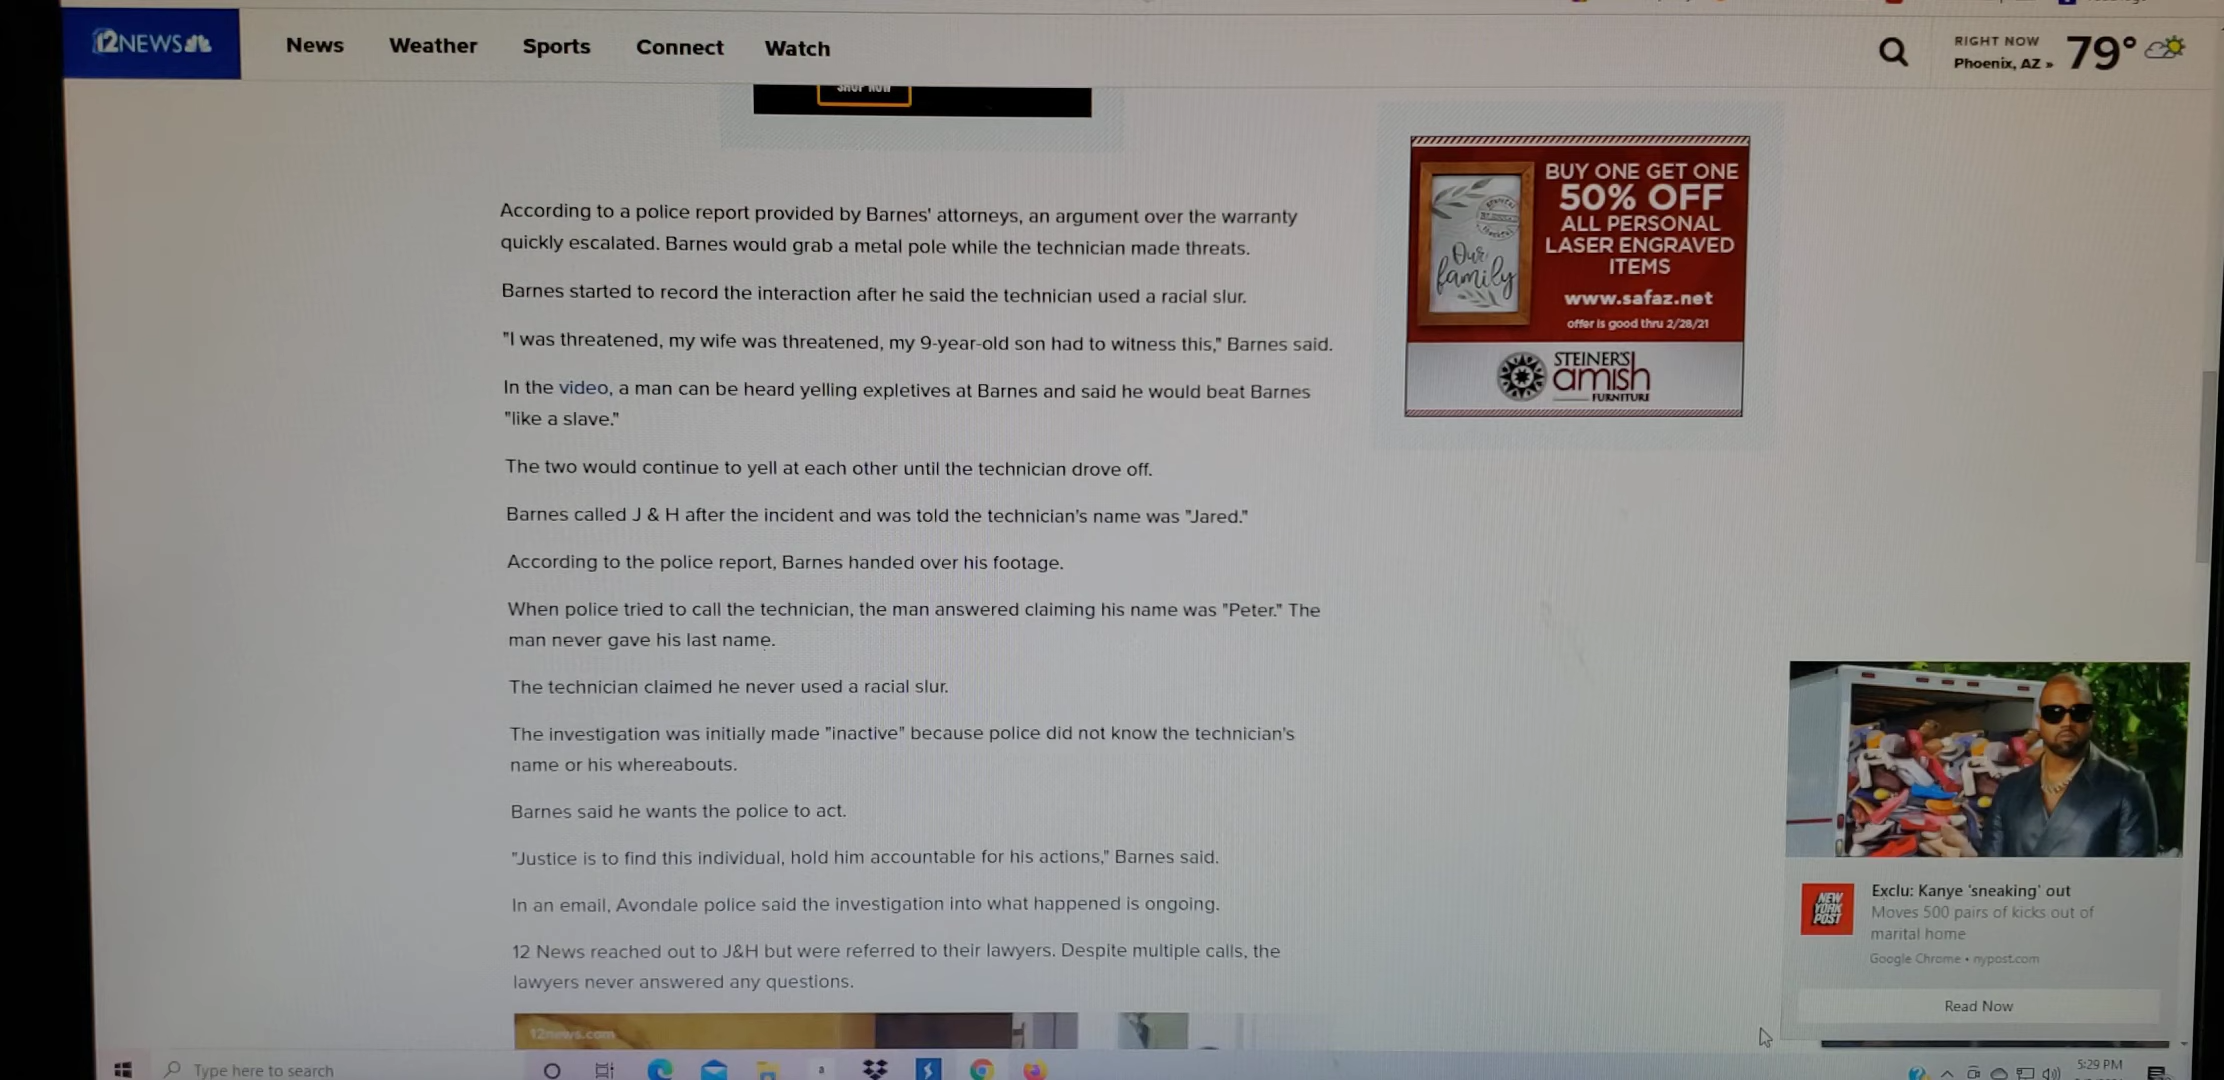 12NEWS
News Weather Sports Connect Watch
RIGHT NOW
Phoenix, AZ »
79°
SHOP NOW
According to a police report provided by Barnes' attorneys, an argument over the warranty
quickly escalated. Barnes would grab a metal pole while the technician made threats.
Barnes started to record the interaction after he said the technician used a racial slur.
"I was threatened, my wife was threatened, my 9-year-old son had to witness this," Barnes said.
In the video, a man can be heard yelling expletives at Barnes and said he would beat Barnes
"like a slave."
The two would continue to yell at each other until the technician drove off.
Barnes called J & H after the incident and was told the technician's name was "Jared."
According to the police report, Barnes handed over his footage.
When police tried to call the technician, the man answered claiming his name was "Peter." The
man never gave his last name.
The technician claimed he never used a racial slur.
The investigation was initially made "inactive" because police did not know the technician's
name or his whereabouts.
Barnes said he wants the police to act.
"Justice is to find this individual, hold him accountable for his actions," Barnes said.
In an email, Avondale police said the investigation into what happened is ongoing.
12 News reached out to J&H but were referred to their lawyers. Despite multiple calls, the
lawyers never answered any questions.
12news.com
Our
family
BUY ONE GET ONE
50% OFF
ALL PERSONAL
LASER ENGRAVED
ITEMS
www.safaz.net
offer is good thru 2/28/21
STEINER'S
amish
FURNITURE
NEW
YORK
POST
Exclu: Kanye 'sneaking' out
Moves 500 pairs of kicks out of
marital home
Google Chrome • nypost.com
Read Now
Type here to search
a
5:29 PM